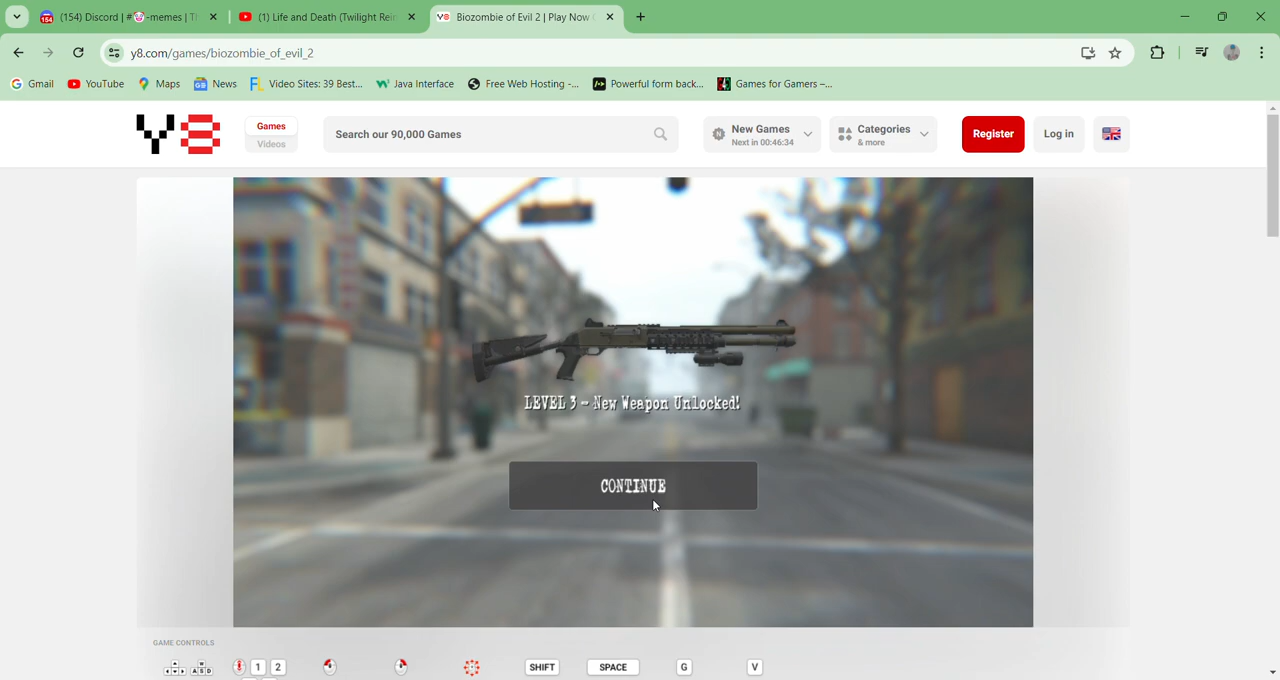 154
(154) Discord | #🤡-memes | T
(1) Life and Death (Twilight Rei
Biozombie of Evil 2 | Play Now
y8.com/games/biozombie_of_evil_2
Gmail
YouTube
Maps
News
Video Sites: 39 Best...
Java Interface
Free Web Hosting -...
Powerful form back...
Games for Gamers –...
Y8
Games
Videos
Search our 90,000 Games
New Games
Next in 00:46:34
Categories
& more
Register
Log in
LEVEL 3 - New Weapon Unlocked!
CONTINUE
GAME CONTROLS
W
A S D
1
2
SHIFT
SPACE
G
V